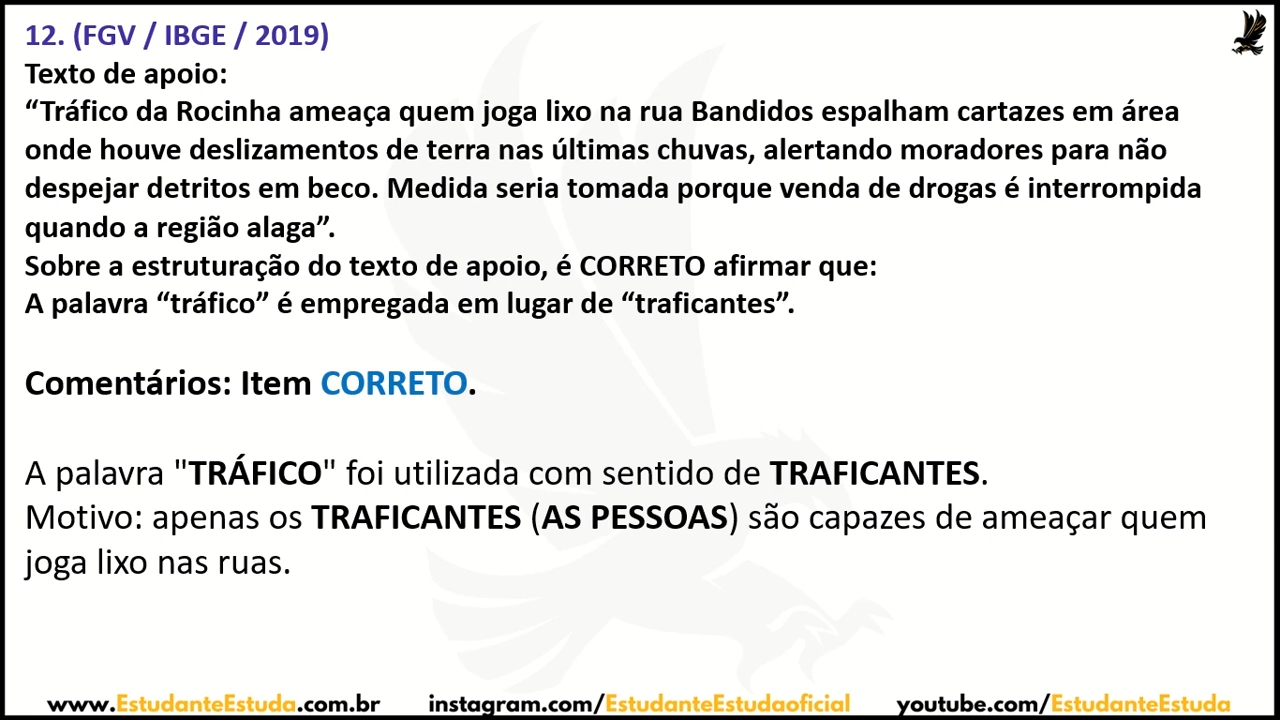 12. (FGV / IBGE / 2019)
Texto de apoio:
“Tráfico da Rocinha ameaça quem joga lixo na rua Bandidos espalham cartazes em área
onde houve deslizamentos de terra nas últimas chuvas, alertando moradores para não
despejar detritos em beco. Medida seria tomada porque venda de drogas é interrompida
quando a região alaga”.
Sobre a estruturação do texto de apoio, é CORRETO afirmar que:
A palavra “tráfico” é empregada em lugar de “traficantes”.
Comentários: Item CORRETO.
A palavra "TRÁFICO" foi utilizada com sentido de TRAFICANTES.
Motivo: apenas os TRAFICANTES (AS PESSOAS) são capazes de ameaçar quem
joga lixo nas ruas.
www.EstudanteEstuda.com.br instagram.com/EstudanteEstudaoficial youtube.com/EstudanteEstuda